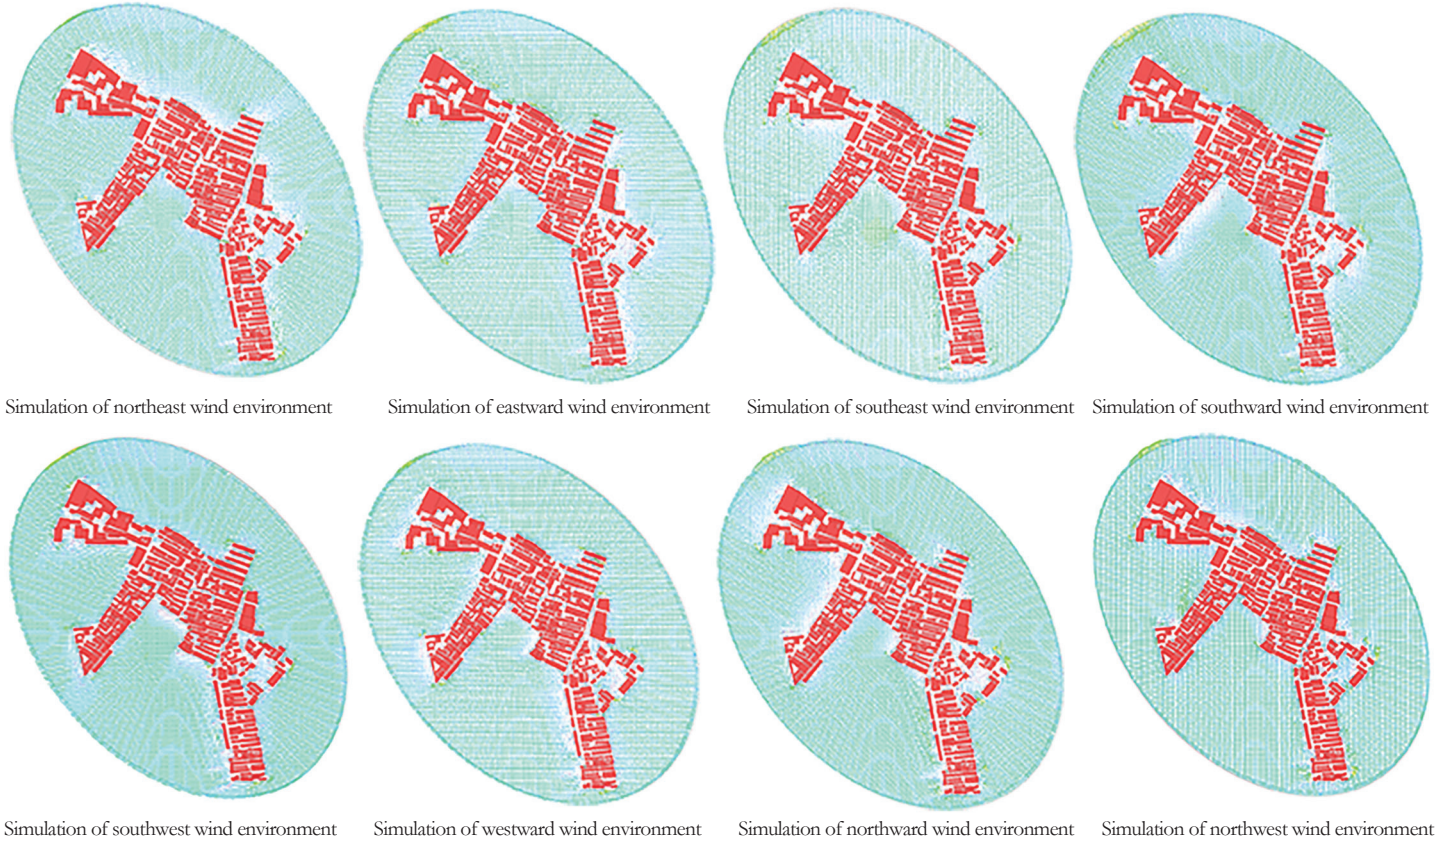 Simulation of northeast wind environment
Simulation of eastward wind environment
Simulation of southeast wind environment
Simulation of southward wind environment
Simulation of southwest wind environment
Simulation of westward wind environment
Simulation of northward wind environment
Simulation of northwest wind environment